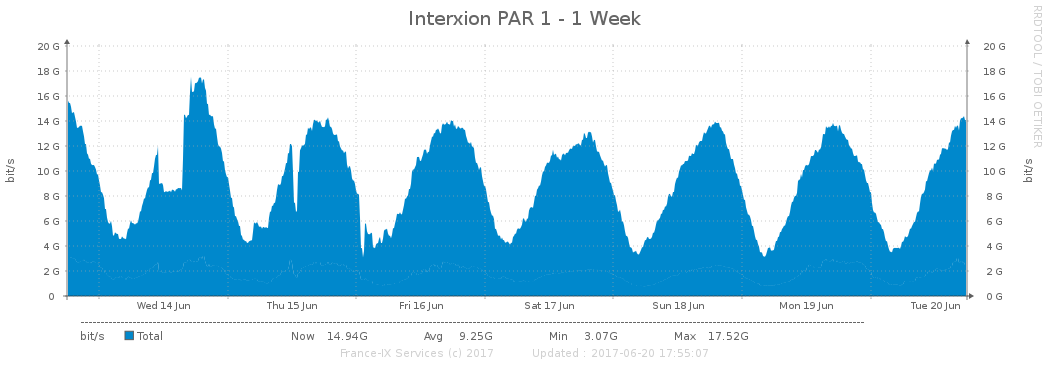 Interxion PAR 1 - 1 Week
RRDTOOL / TOBI OETIKER
20 G 20 G
18 G 18 G
16 G 16 G
14 G 14 G
12 G 12 G
10 G 10 G
8 G 8 G
6 G 6 G
4 G 4 G
2 G 2 G
0 0 G
bit/s bit/s
Wed 14 Jun Thu 15 Jun Fri 16 Jun Sat 17 Jun Sun 18 Jun Mon 19 Jun Tue 20 Jun
bit/s Total Now 14.94G Avg 9.25G Min 3.07G Max 17.52G
France-IX Services (c) 2017 Updated : 2017-06-20 17:55:07